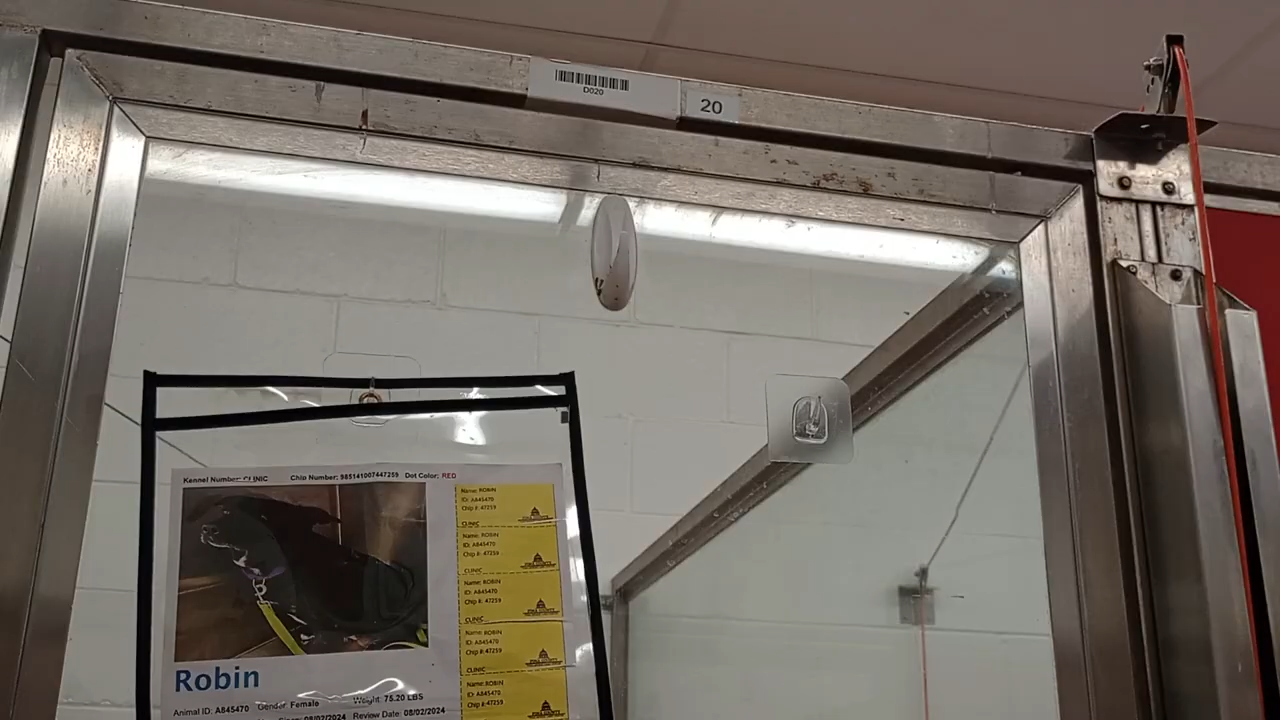 D020
20
Kennel Number: CLINIC Chip Number: 985141007447259 Dot Color: RED
Name: ROBIN
ID: A845470
Chip #: 47259
CLINIC
Name: ROBIN
ID: A845470
Chip #: 47259
CLINIC
Name: ROBIN
ID: A845470
Chip #: 47259
CLINIC
Name: ROBIN
ID: A845470
Chip #: 47259
CLINIC
Name: ROBIN
ID: A845470
Chip #: 47259
Robin
Animal ID: A845470 Gender: Female Weight: 75.20 LBS
08/02/2024 Review Date: 08/02/2024